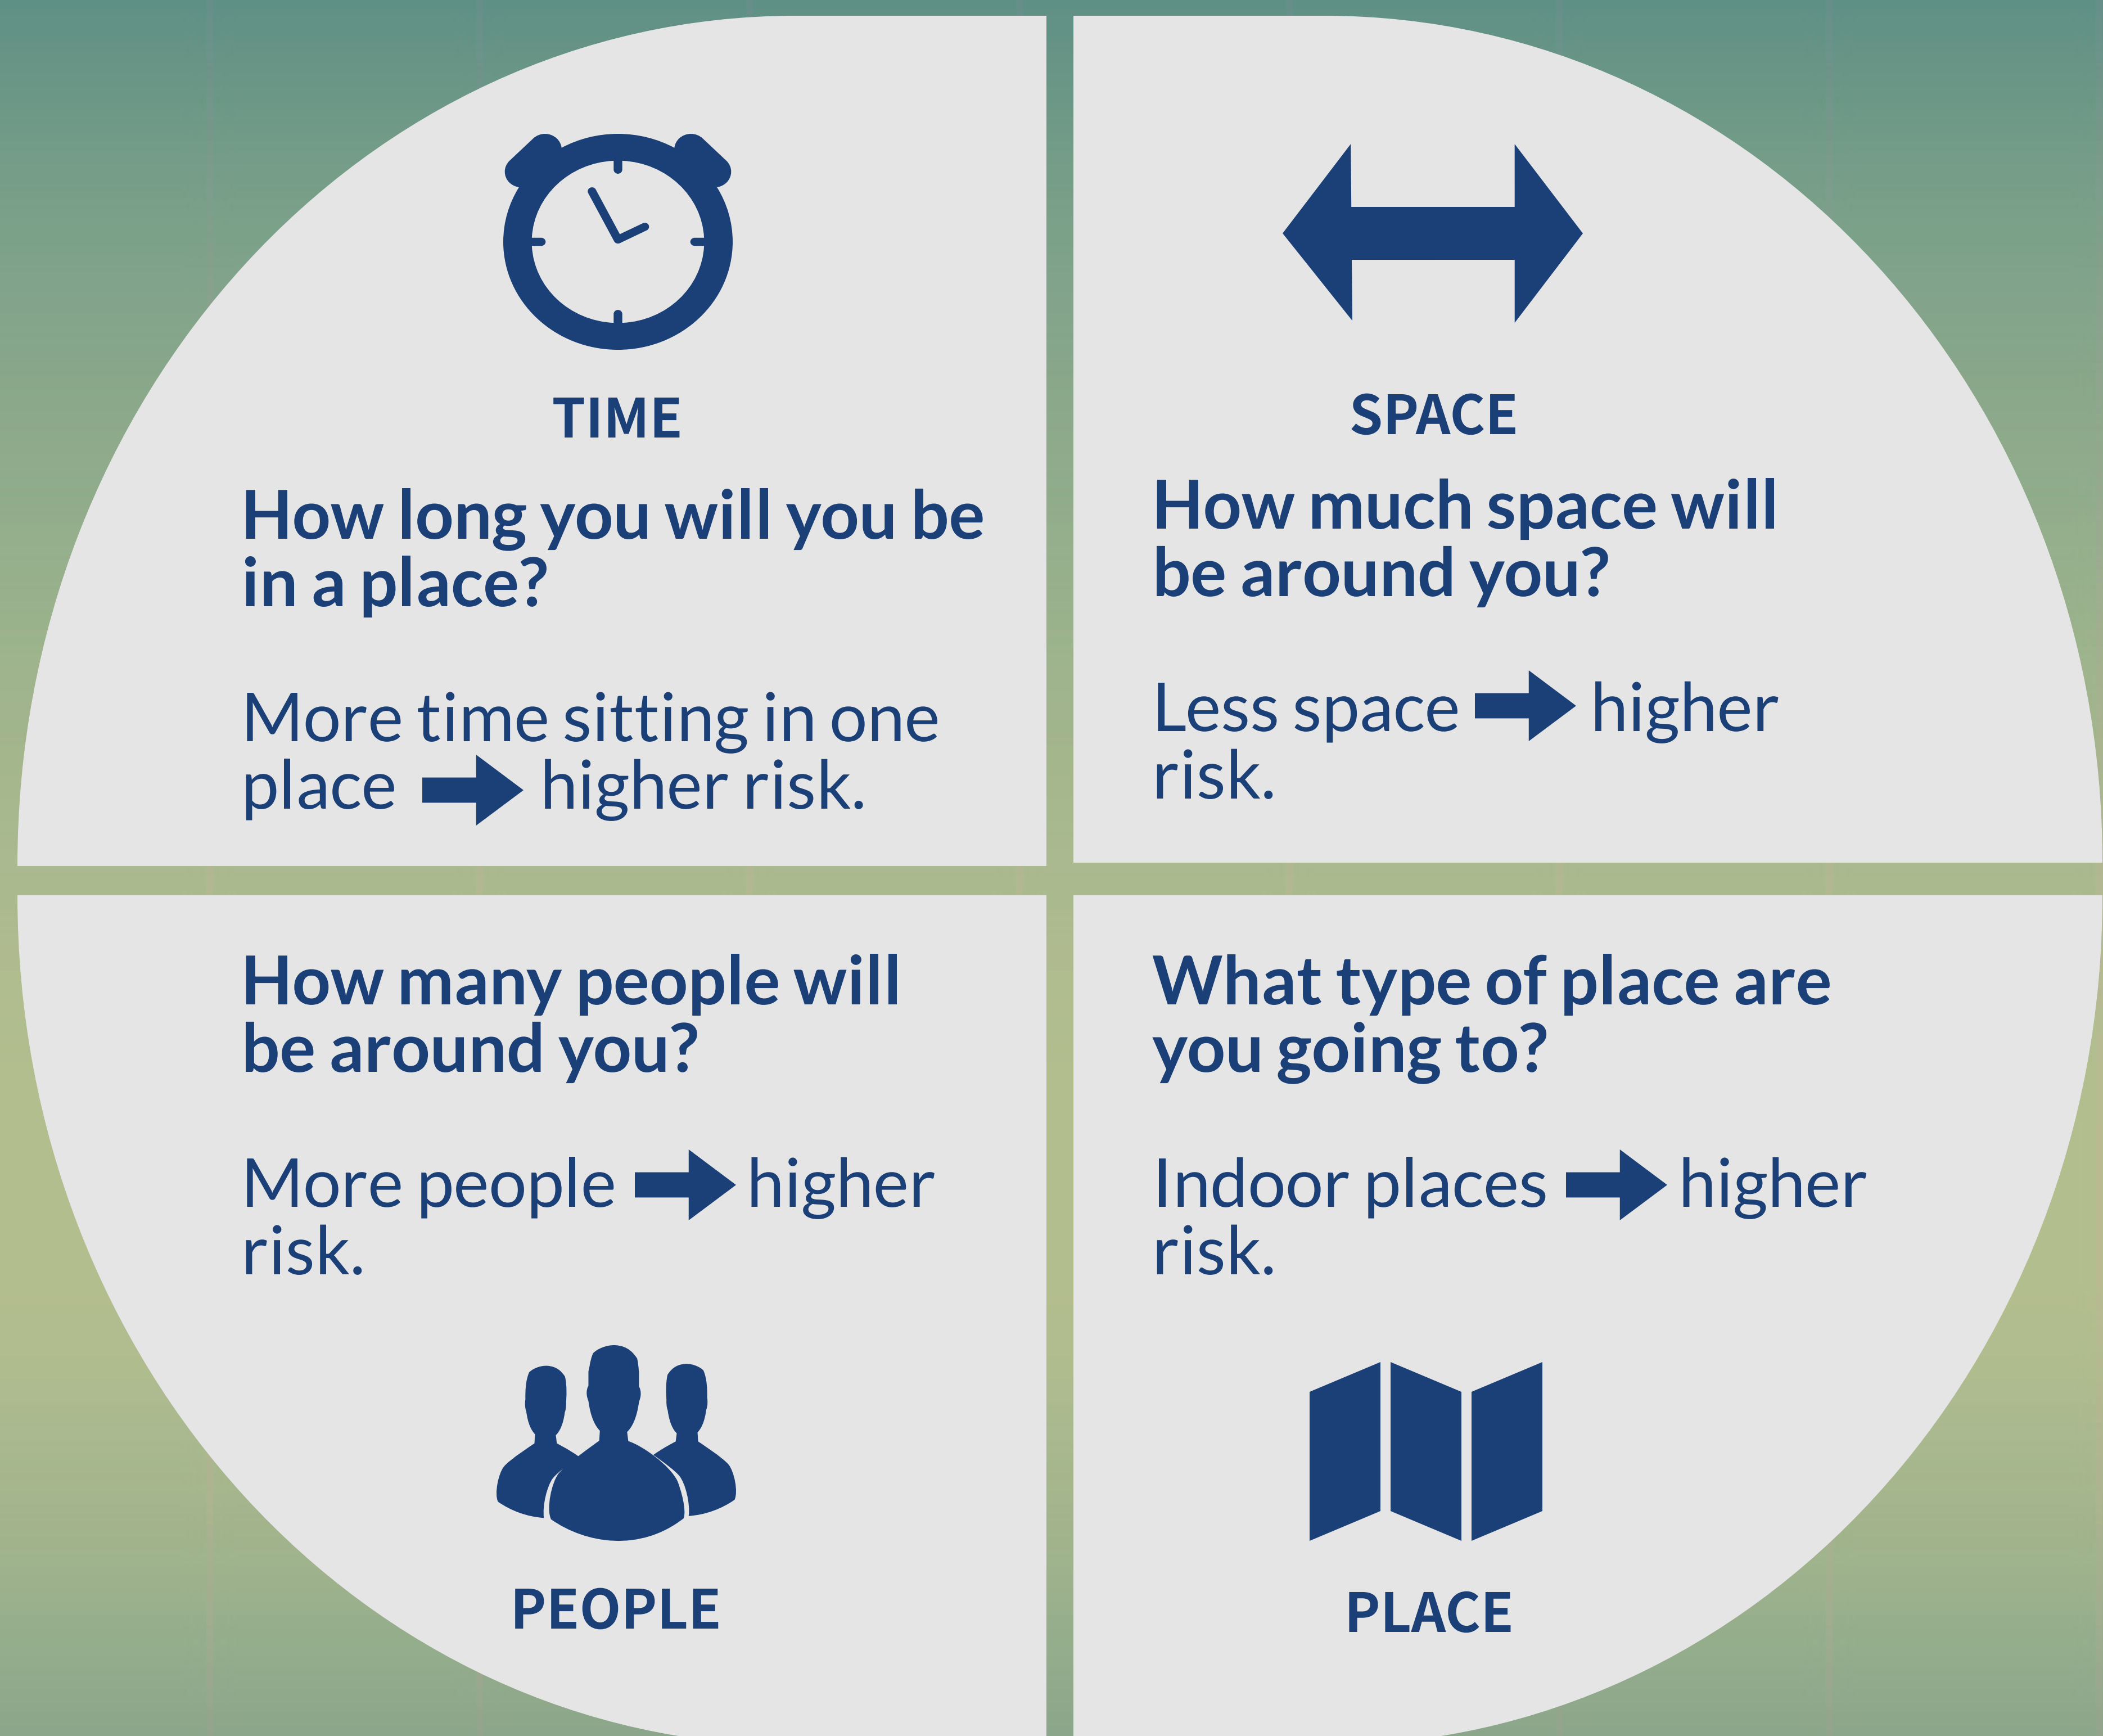 TIME
How long you will you be
in a place?
More time sitting in one
place higher risk.
SPACE
How much space will
be around you?
Less space higher
risk.
How many people will
be around you?
More people higher
risk.
PEOPLE
What type of place are
you going to?
Indoor places higher
risk.
PLACE